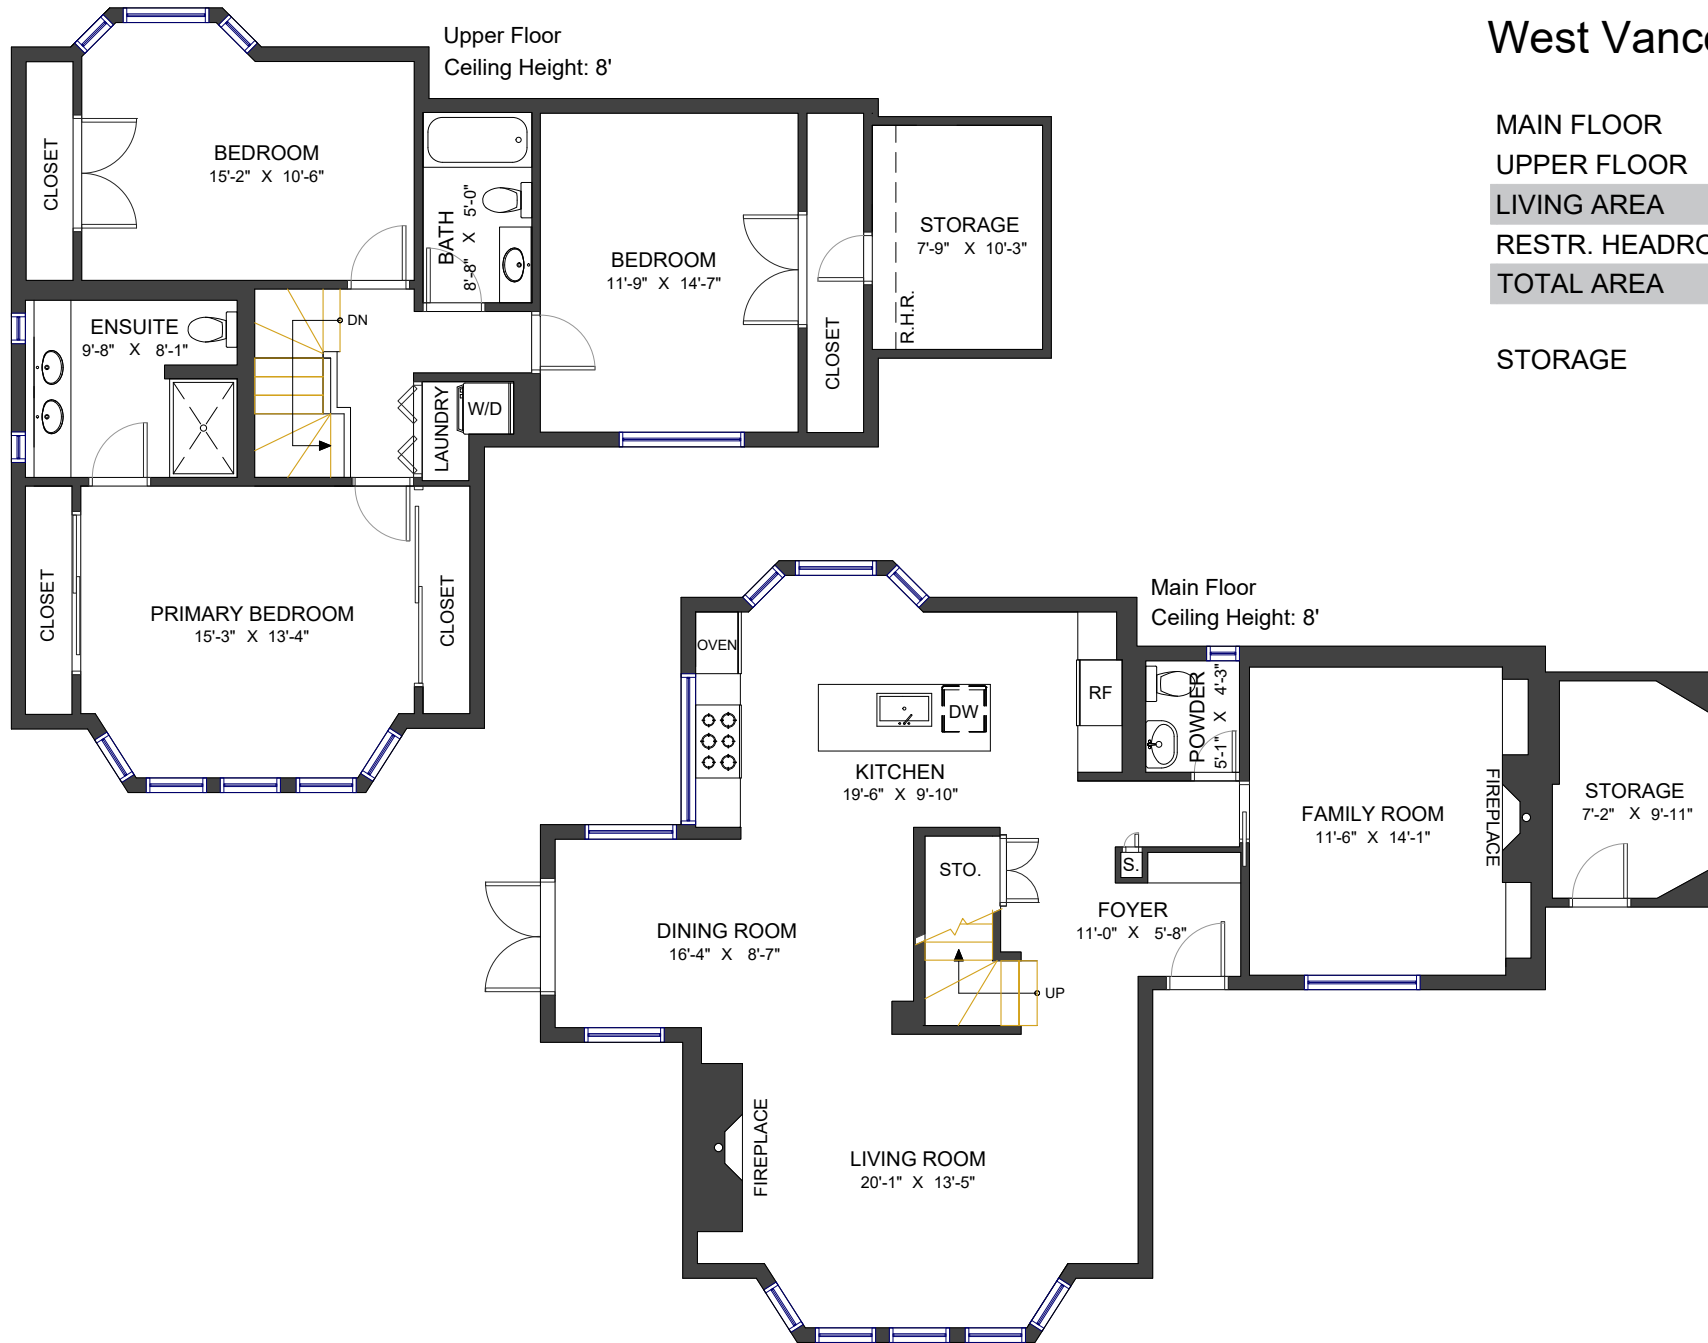 Upper Floor
Ceiling Height: 8'
West Vanc
MAIN FLOOR
UPPER FLOOR
LIVING AREA
RESTR. HEADRO
TOTAL AREA
STORAGE
CLOSET
BEDROOM
15'-2" X 10'-6"
BATH
8'-8" X 5'-0"
BEDROOM
11'-9" X 14'-7"
CLOSET
STORAGE
7'-9" X 10'-3"
R.H.R.
ENSUITE
9'-8" X 8'-1"
DN
LAUNDRY
W/D
CLOSET
PRIMARY BEDROOM
15'-3" X 13'-4"
CLOSET
Main Floor
Ceiling Height: 8'
OVEN
DW
RF
KITCHEN
19'-6" X 9'-10"
POWDER
5'-1" X 4'-3"
FAMILY ROOM
11'-6" X 14'-1"
FIREPLACE
STORAGE
7'-2" X 9'-11"
STO.
S.
FOYER
11'-0" X 5'-8"
DINING ROOM
16'-4" X 8'-7"
UP
FIREPLACE
LIVING ROOM
20'-1" X 13'-5"